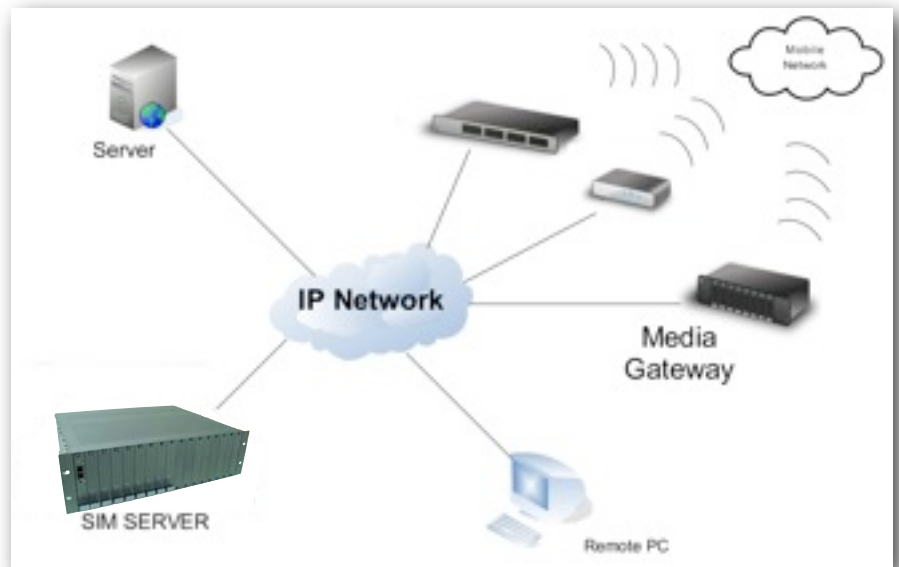 Mobile
Network
Server
IP Network
Media
Gateway
SIM SERVER
Remote PC